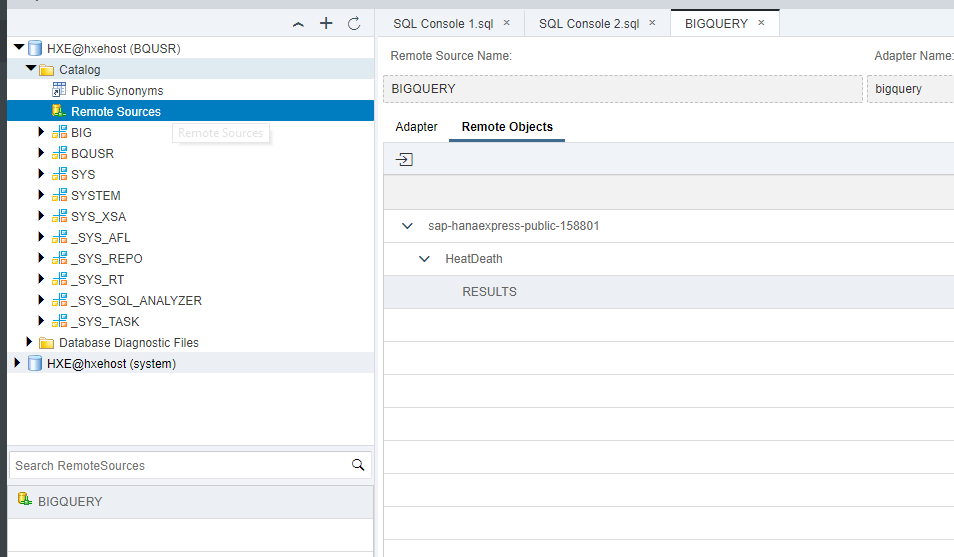 SQL Console 1.sql × SQL Console 2.sql × BIGQUERY ×
HXE@hxehost (BQUSR)
Catalog
Public Synonyms
Remote Sources
Remote Sources
BIG
BQUSR
SYS
SYSTEM
SYS_XSA
_SYS_AFL
_SYS_REPO
_SYS_RT
_SYS_SQL_ANALYZER
_SYS_TASK
Database Diagnostic Files
HXE@hxehost (system)
Search RemoteSources
BIGQUERY
Remote Source Name: Adapter Name:
BIGQUERY bigquery
Adapter Remote Objects
sap-hanaexpress-public-158801
HeatDeath
RESULTS